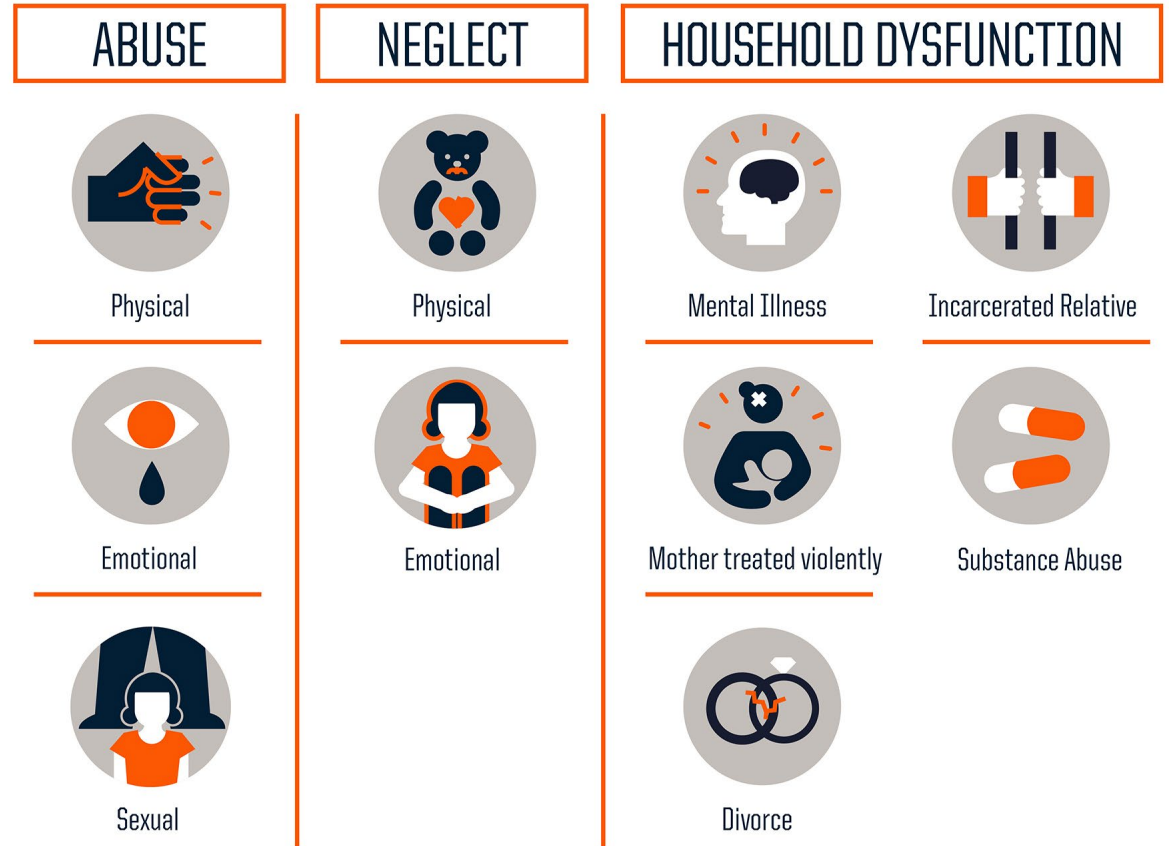 ABUSE
Physical
Emotional
Sexual
NEGLECT
Physical
Emotional
HOUSEHOLD DYSFUNCTION
Mental Illness
Incarcerated Relative
Mother treated violently
Substance Abuse
Divorce